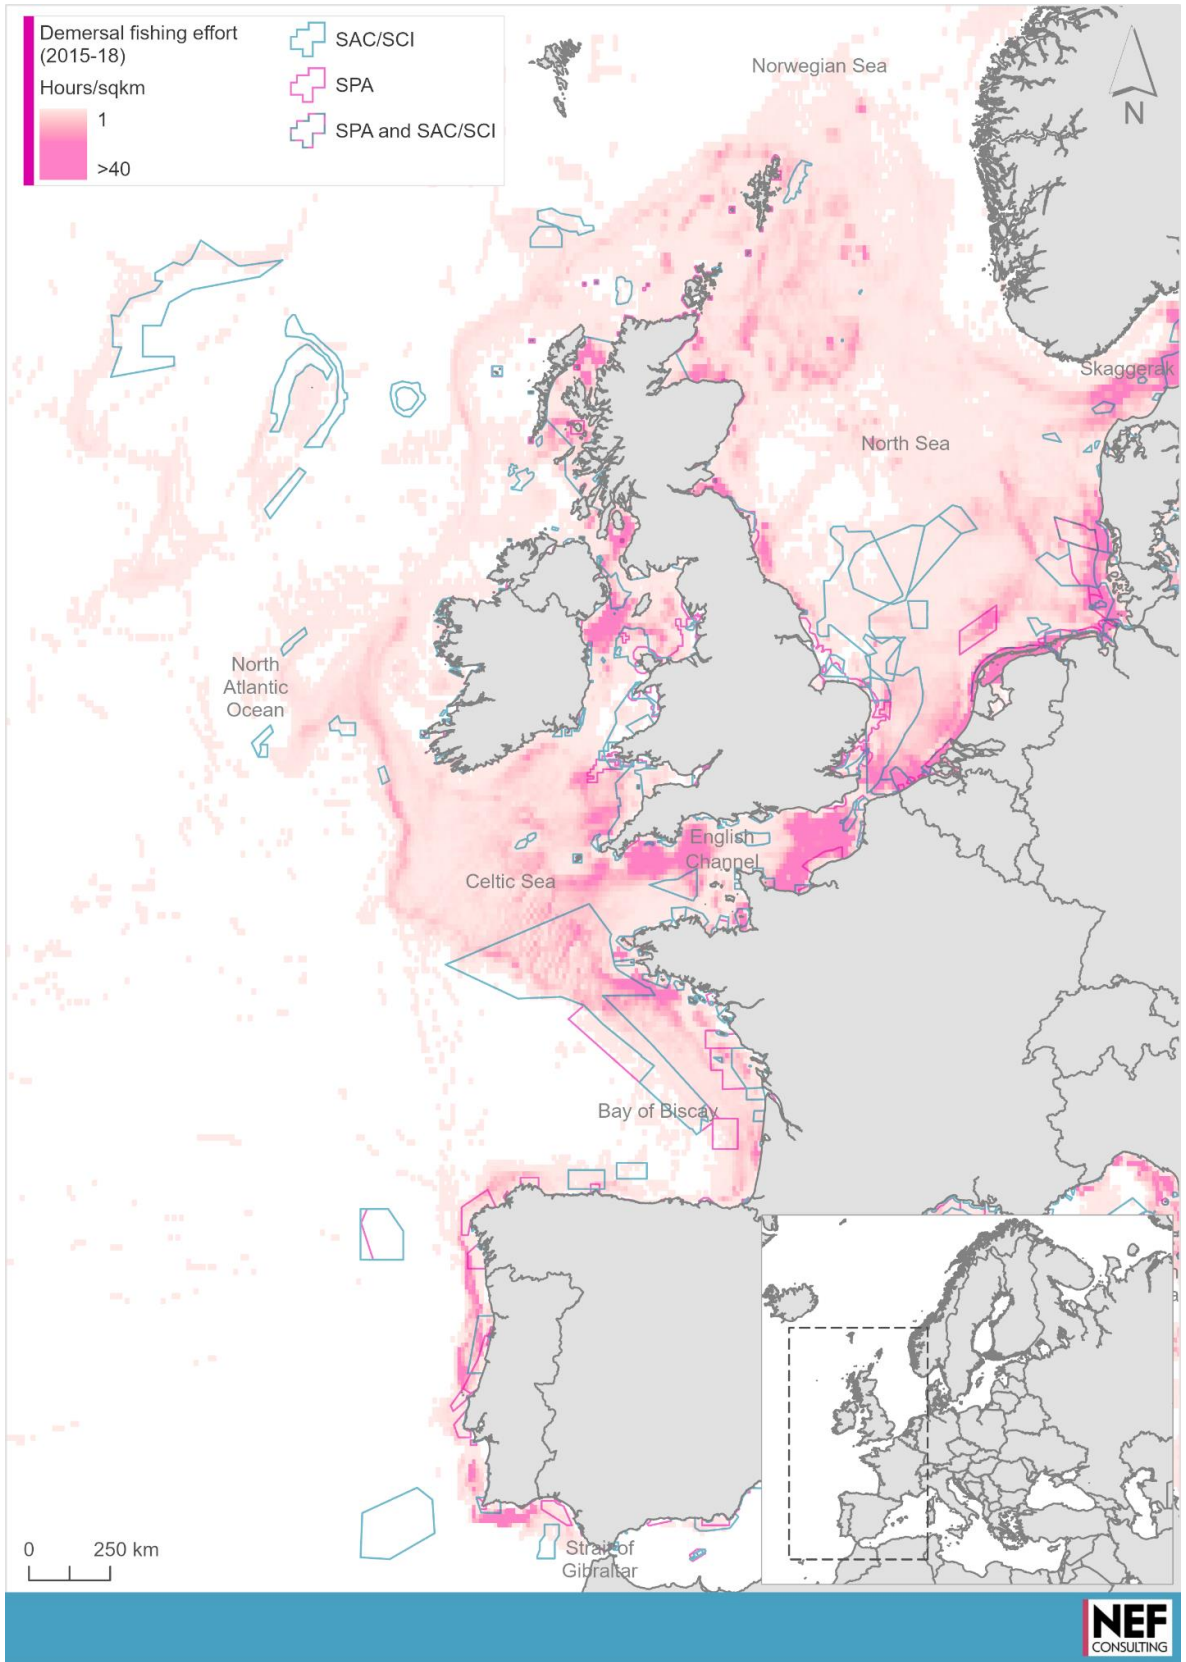 Demersal fishing effort
(2015-18)
Hours/sqkm
1
>40
SAC/SCI
SPA
SPA and SAC/SCI
Norwegian Sea
N
Skaggerak
North Sea
North
Atlantic
Ocean
English
Channel
Celtic Sea
Bay of Biscay
Strait of
Gibraltar
0 250 km
NEF
CONSULTING